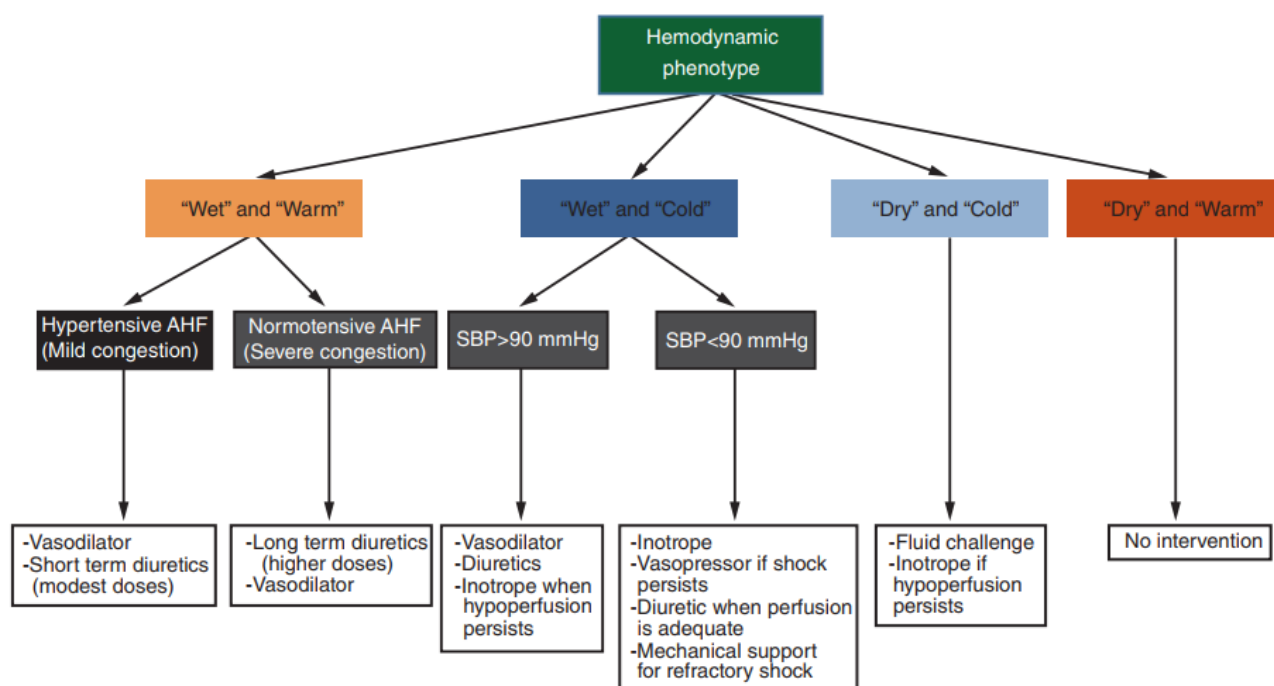 Hemodynamic
phenotype
“Wet” and “Warm”
“Wet” and “Cold”
“Dry” and “Cold”
“Dry” and “Warm”
Hypertensive AHF
(Mild congestion)
Normotensive AHF
(Severe congestion)
SBP>90 mmHg
SBP<90 mmHg
-Vasodilator
-Short term diuretics
(modest doses)
-Long term diuretics
(higher doses)
-Vasodilator
-Vasodilator
-Diuretics
-Inotrope when
hypoperfusion
persists
-Inotrope
-Vasopressor if shock
persists
-Diuretic when perfusion
is adequate
-Mechanical support
for refractory shock
-Fluid challenge
-Inotrope if
hypoperfusion
persists
No intervention